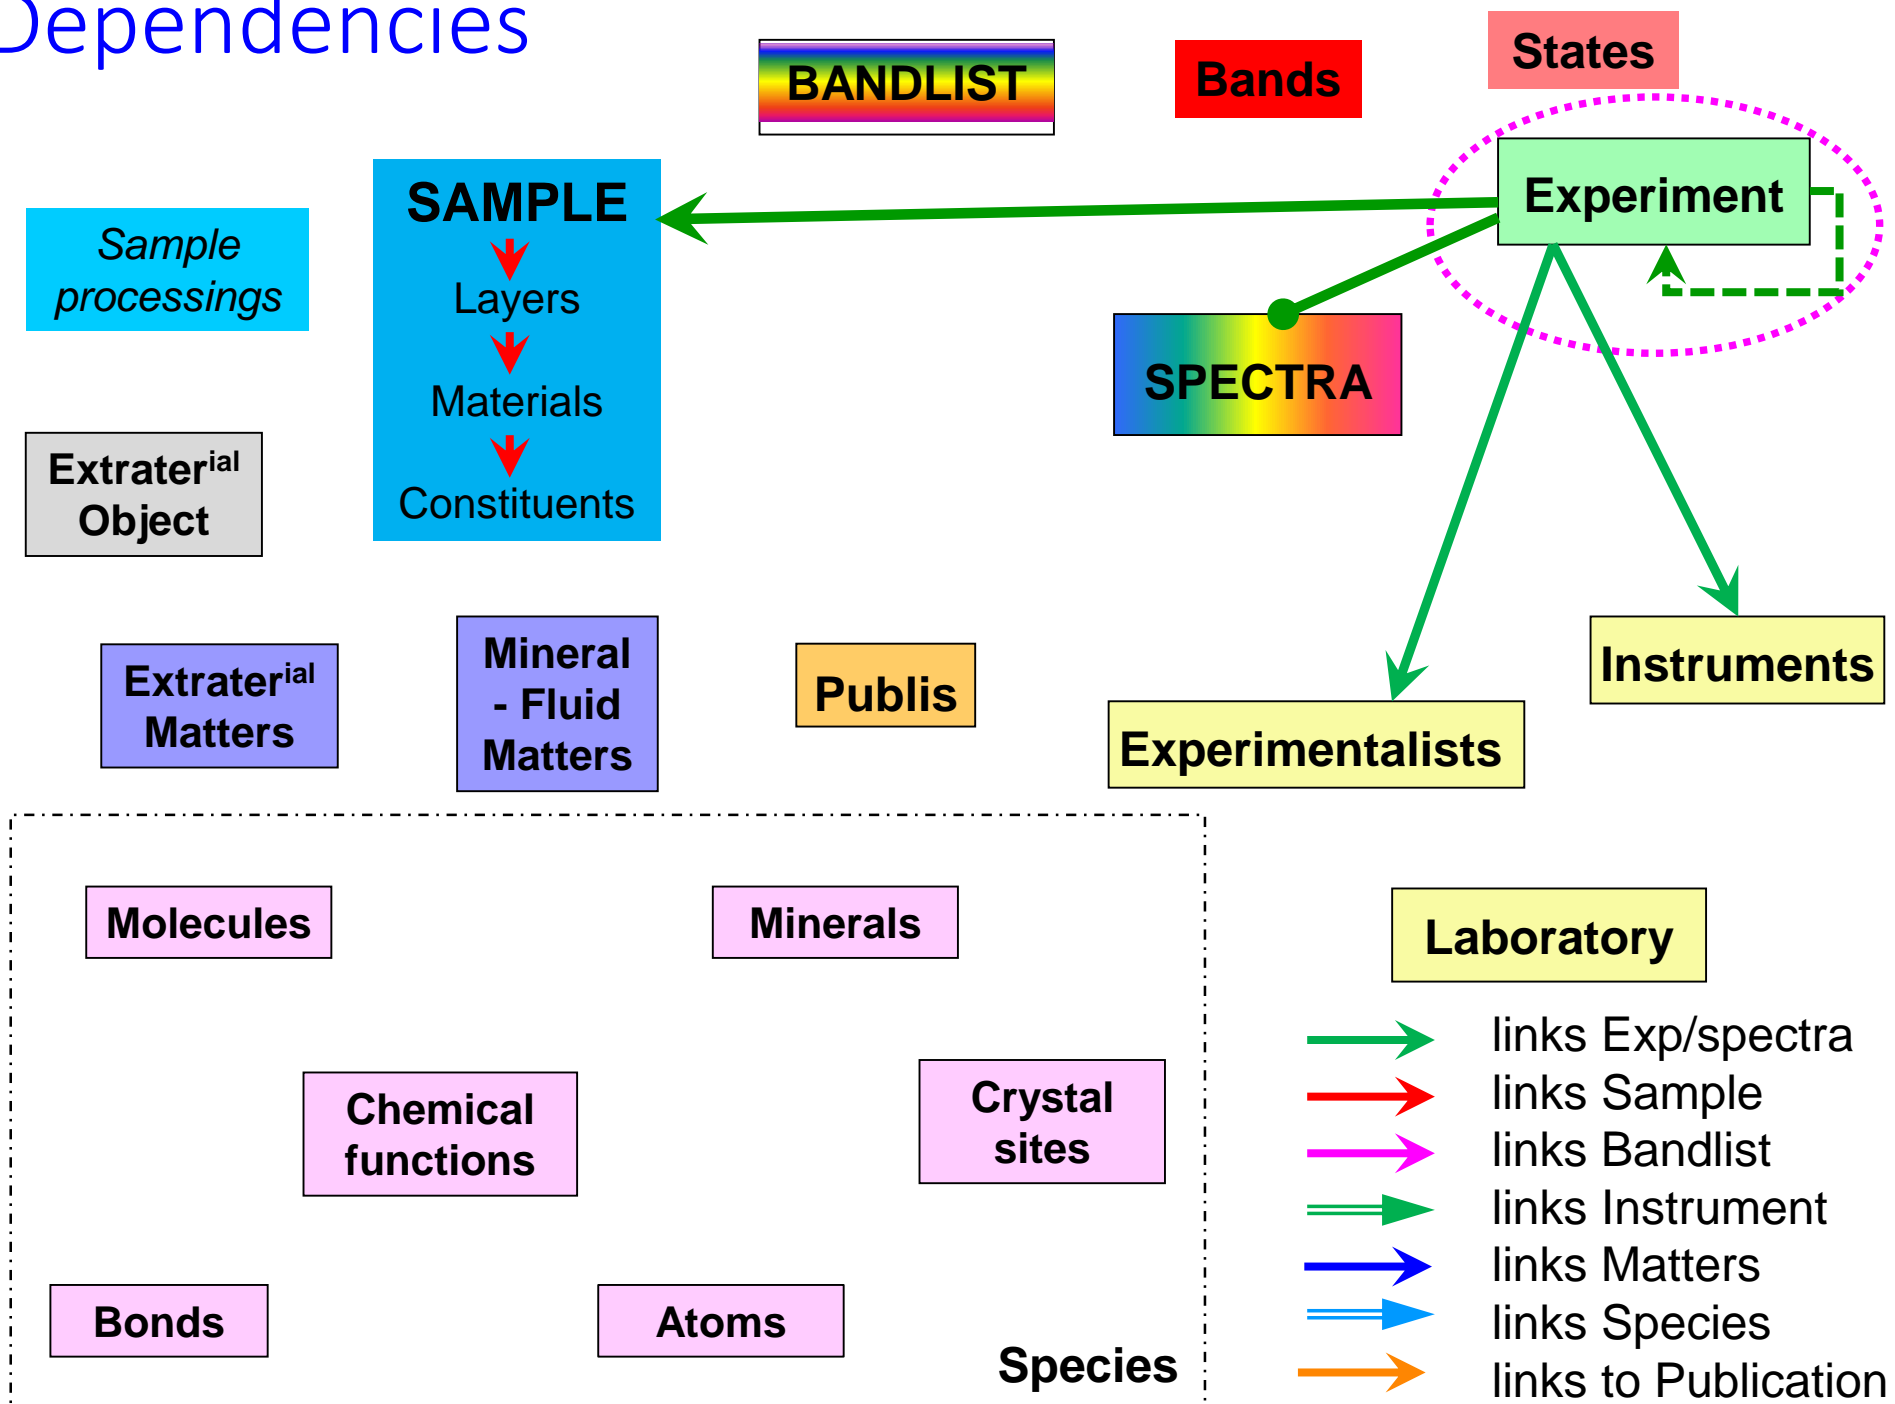 Dependencies
BANDLIST
Bands
States
Experiment
SAMPLE
Layers
Materials
Constituents
Sample
processings
SPECTRA
Extraterial
Object
Extraterial
Matters
Mineral
- Fluid
Matters
Publis
Experimentalists
Instruments
Molecules
Minerals
Laboratory
Chemical
functions
Crystal
sites
Bonds
Atoms
Species
links Exp/spectra
links Sample
links Bandlist
links Instrument
links Matters
links Species
links to Publication